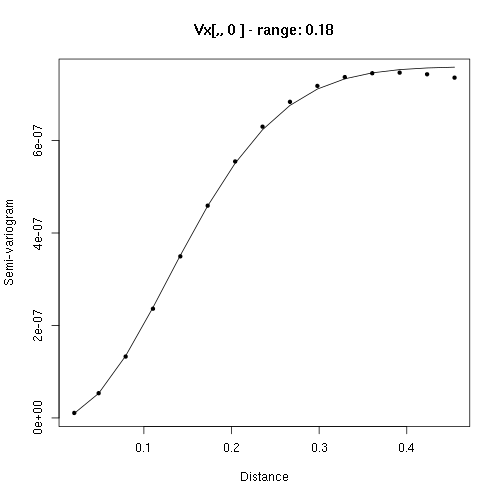 Vx[,, 0 ] - range: 0.18
Semi-variogram
6e-07
4e-07
2e-07
0e+00
0.1 0.2 0.3 0.4
Distance